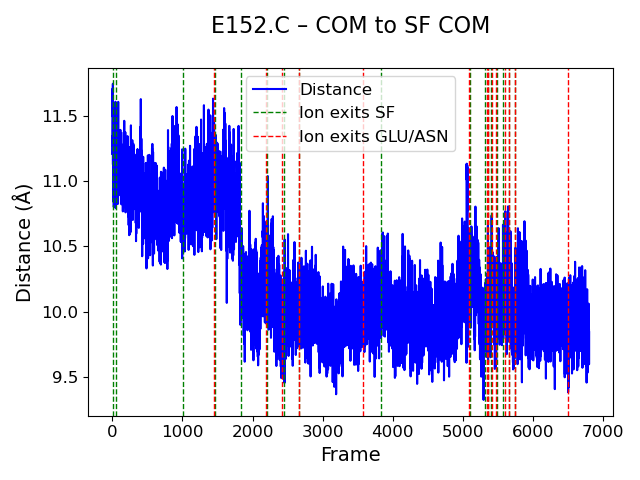 E152.C – COM to SF COM
Distance
Ion exits SF
Ion exits GLU/ASN
Distance (Å)
11.5
11.0
10.5
10.0
9.5
0 1000 2000 3000 4000 5000 6000 7000
Frame